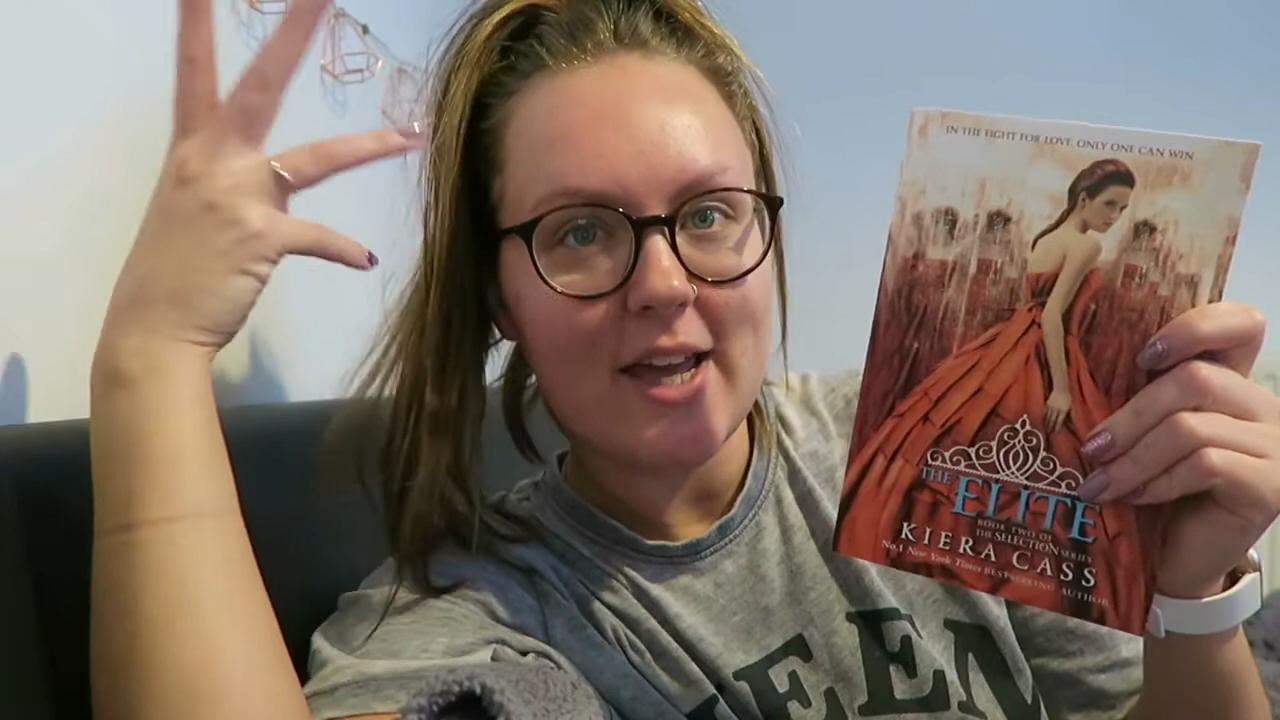 IN THE FIGHT FOR LOVE, ONLY ONE CAN WIN
THE
ELITE
BOOK TWO OF
THE SELECTION SERIES
KIERA CASS
No.1 New York Times BESTSELLING AUTHOR